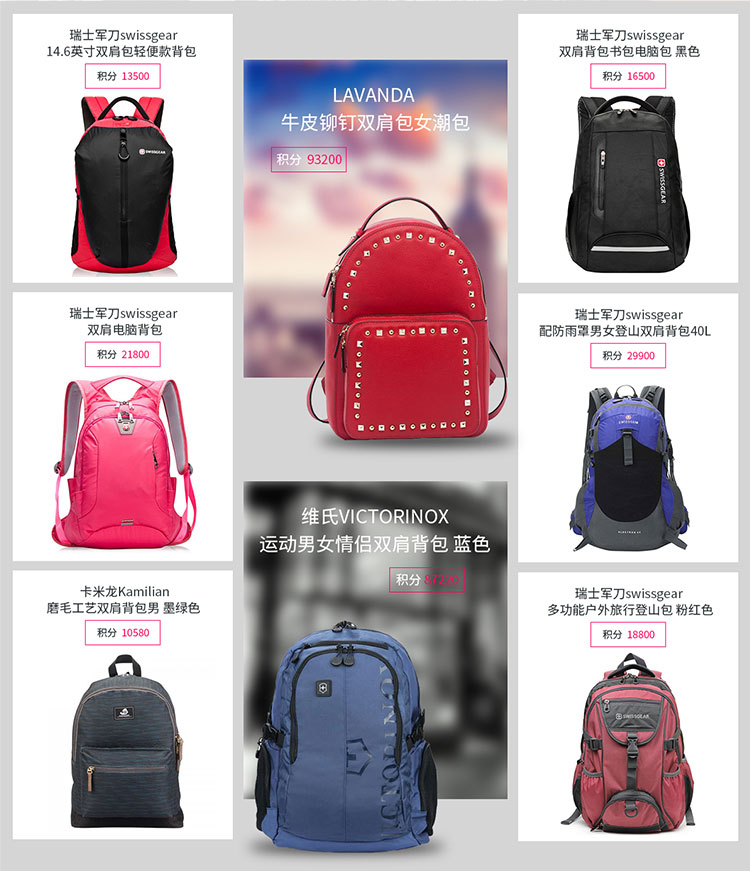 瑞士军刀swissgear
14.6英寸双肩包轻便款背包
积分 13500
SWISSGEAR
LAVANDA
牛皮铆钉双肩包女潮包
积分 93200
瑞士军刀swissgear
双肩背包书包电脑包 黑色
积分 16500
SWISSGEAR
瑞士军刀swissgear
双肩电脑背包
积分 21800
瑞士军刀swissgear
配防雨罩男女登山双肩背包40L
积分 29900
SWISSGEAR
维氏VICTORINOX
运动男女情侣双肩背包 蓝色
积分
VICTORINOX
卡米龙Kamilian
磨毛工艺双肩背包男 墨绿色
积分 10580
瑞士军刀swissgear
多功能户外旅行登山包 粉红色
积分 18800
SWISSGEAR